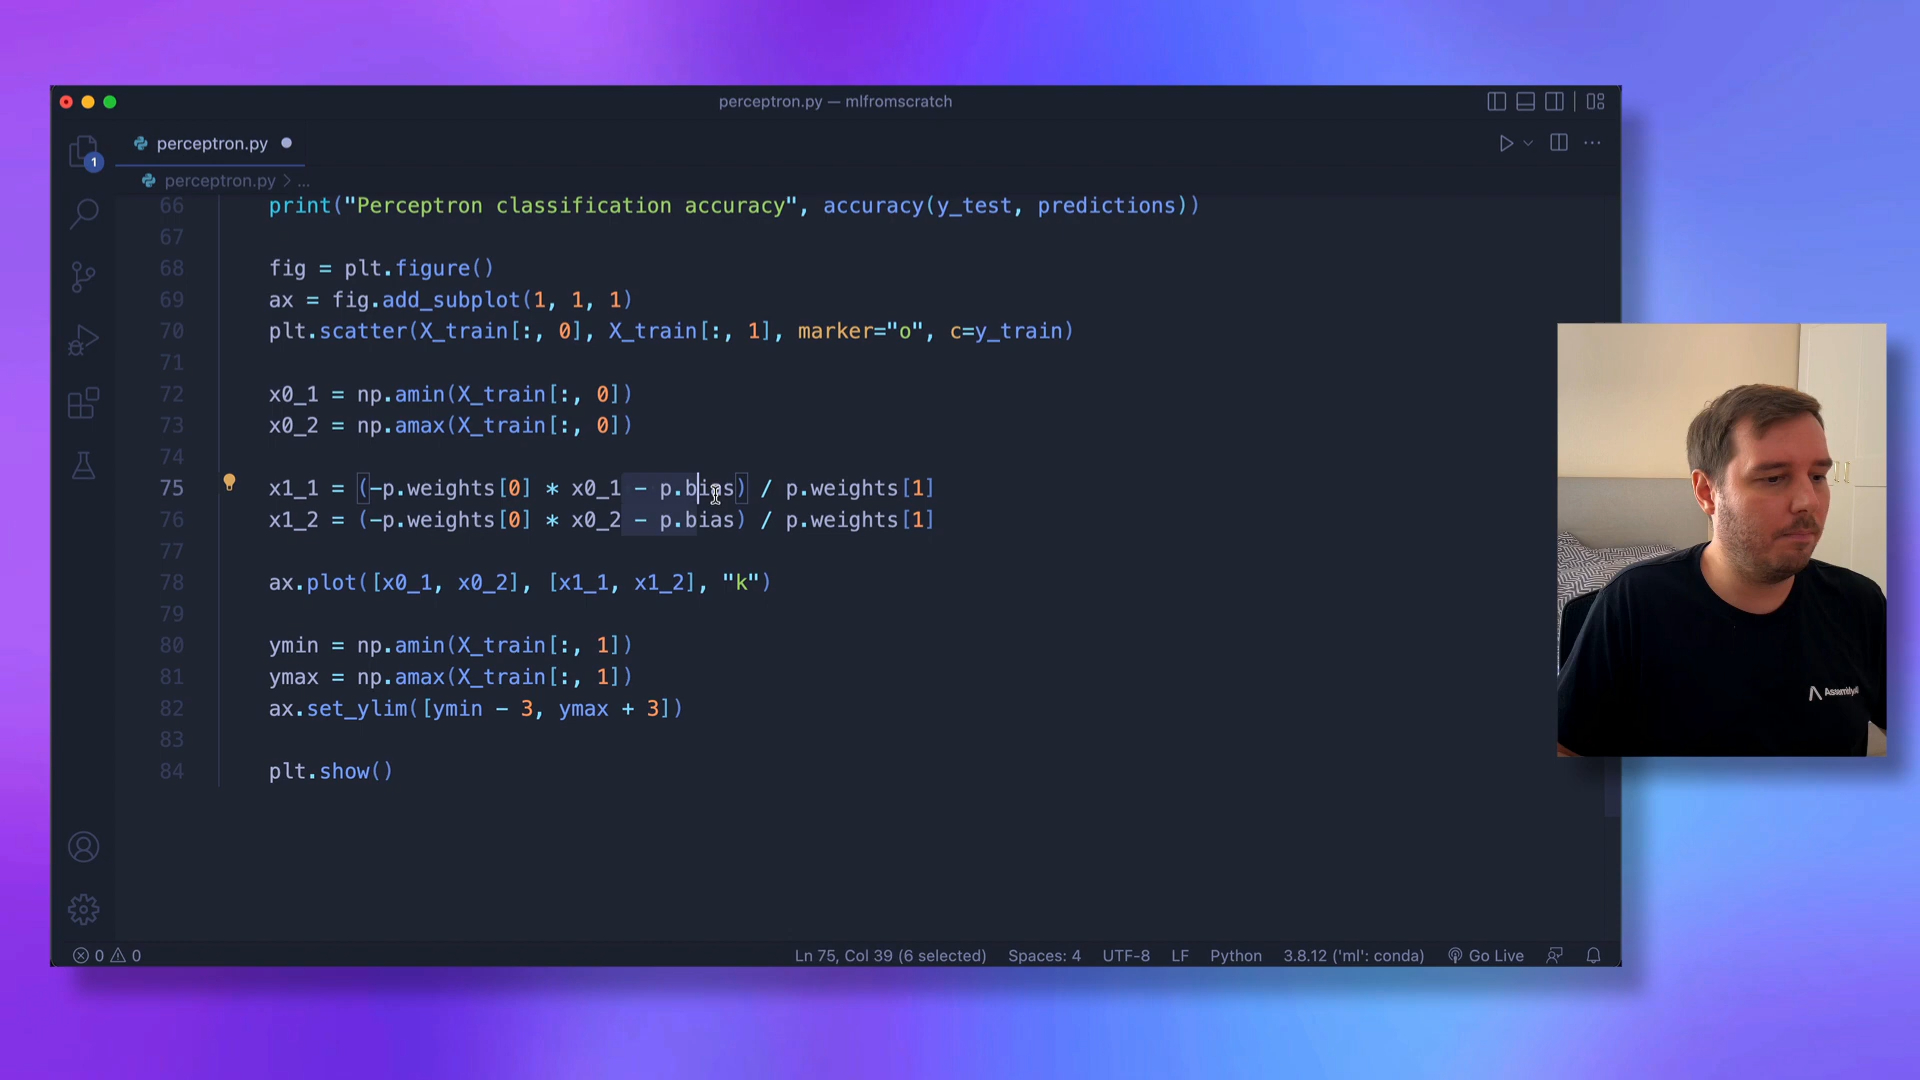 perceptron.py — mlfromscratch
perceptron.py
1
perceptron.py > ...
66 print("Perceptron classification accuracy", accuracy(y_test, predictions))
67
68 fig = plt.figure()
69 ax = fig.add_subplot(1, 1, 1)
70 plt.scatter(X_train[:, 0], X_train[:, 1], marker="o", c=y_train)
71
72 x0_1 = np.amin(X_train[:, 0])
73 x0_2 = np.amax(X_train[:, 0])
74
75 x1_1 = (-p.weights[0] * x0_1 - p.bias) / p.weights[1]
76 x1_2 = (-p.weights[0] * x0_2 - p.bias) / p.weights[1]
77
78 ax.plot([x0_1, x0_2], [x1_1, x1_2], "k")
79
80 ymin = np.amin(X_train[:, 1])
81 ymax = np.amax(X_train[:, 1])
82 ax.set_ylim([ymin - 3, ymax + 3])
83
84 plt.show()
AssemblyAI
0 0 Ln 75, Col 39 (6 selected) Spaces: 4 UTF-8 LF Python 3.8.12 ('ml': conda) Go Live